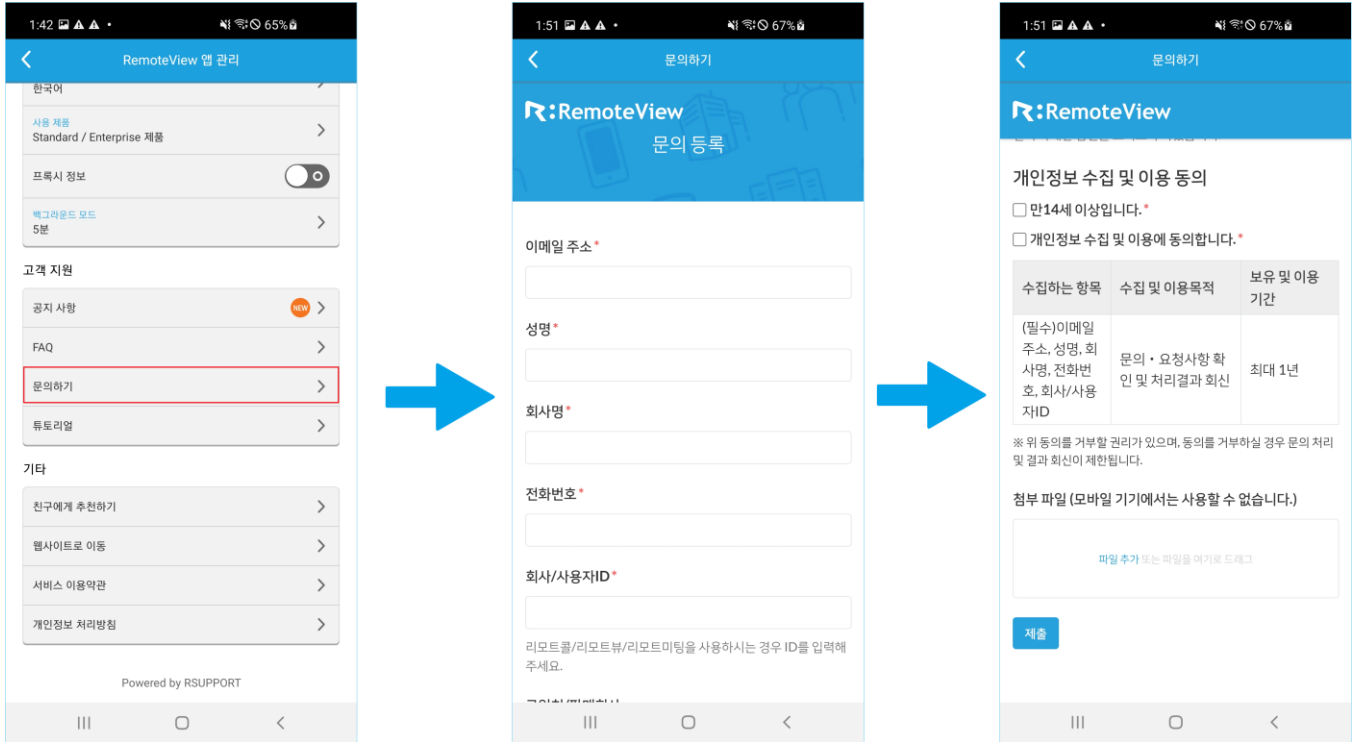 1:42
65%
RemoteView 앱 관리
한국어
사용 제품
Standard / Enterprise 제품
프록시 정보
백그라운드 모드
5분
고객 지원
공지 사항
NEW
FAQ
문의하기
튜토리얼
기타
친구에게 추천하기
웹사이트로 이동
서비스 이용약관
개인정보 처리방침
Powered by RSUPPORT
1:51
67%
문의하기
R:RemoteView
문의 등록
이메일 주소*
성명*
회사명*
전화번호*
회사/사용자ID*
리모트콜/리모트뷰/리모트미팅을 사용하시는 경우 ID를 입력해
주세요.
1:51
67%
문의하기
R:RemoteView
개인정보 수집 및 이용 동의
만14세 이상입니다.*
개인정보 수집 및 이용에 동의합니다.*
수집하는 항목
수집 및 이용목적
보유 및 이용
기간
(필수)이메일
주소, 성명, 회
사명, 전화번
호, 회사/사용
자ID
문의・요청사항 확
인 및 처리결과 회신
최대 1년
※ 위 동의를 거부할 권리가 있으며, 동의를 거부하실 경우 문의 처리
및 결과 회신이 제한됩니다.
첨부 파일 (모바일 기기에서는 사용할 수 없습니다.)
파일 추가 또는 파일을 여기로 드래그
제출